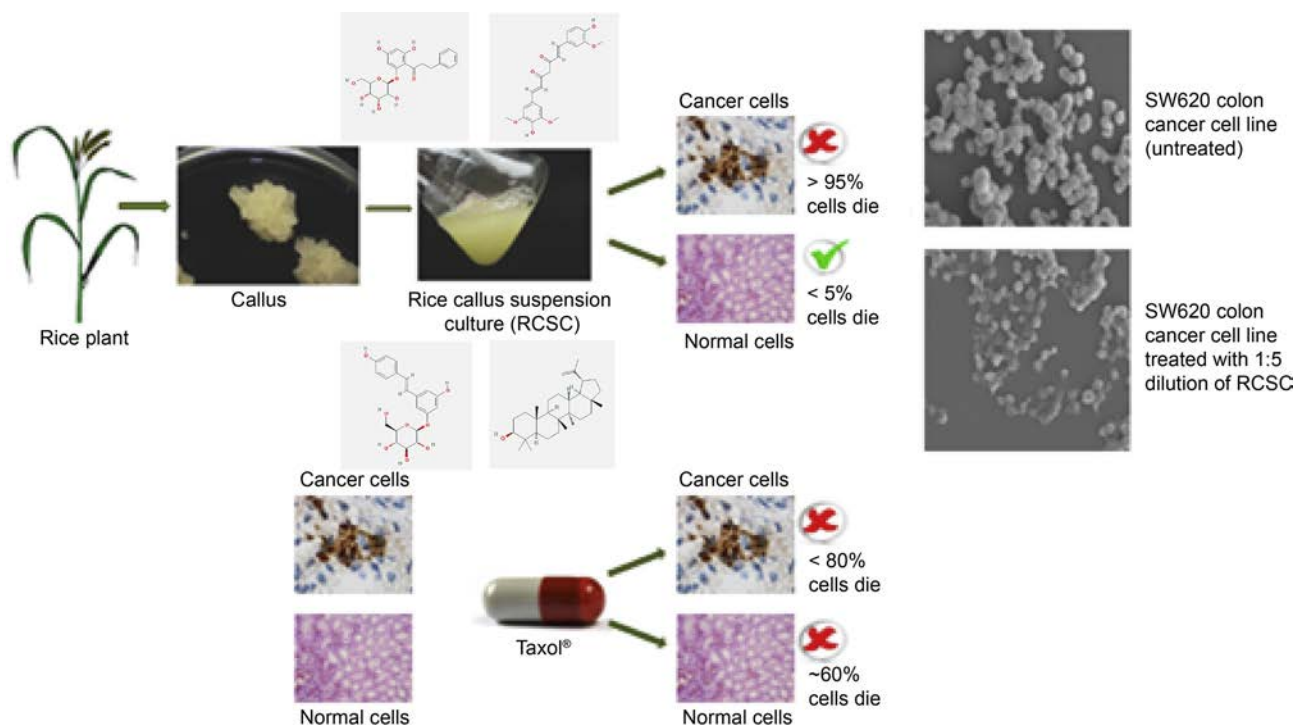 Rice plant
Callus
Rice callus suspension
culture (RCSC)
Cancer cells
> 95%
cells die
< 5%
cells die
Normal cells
SW620 colon
cancer cell line
(untreated)
SW620 colon
cancer cell line
treated with 1:5
dilution of RCSC
Cancer cells
Normal cells
Taxol®
Cancer cells
< 80%
cells die
~60%
cells die
Normal cells